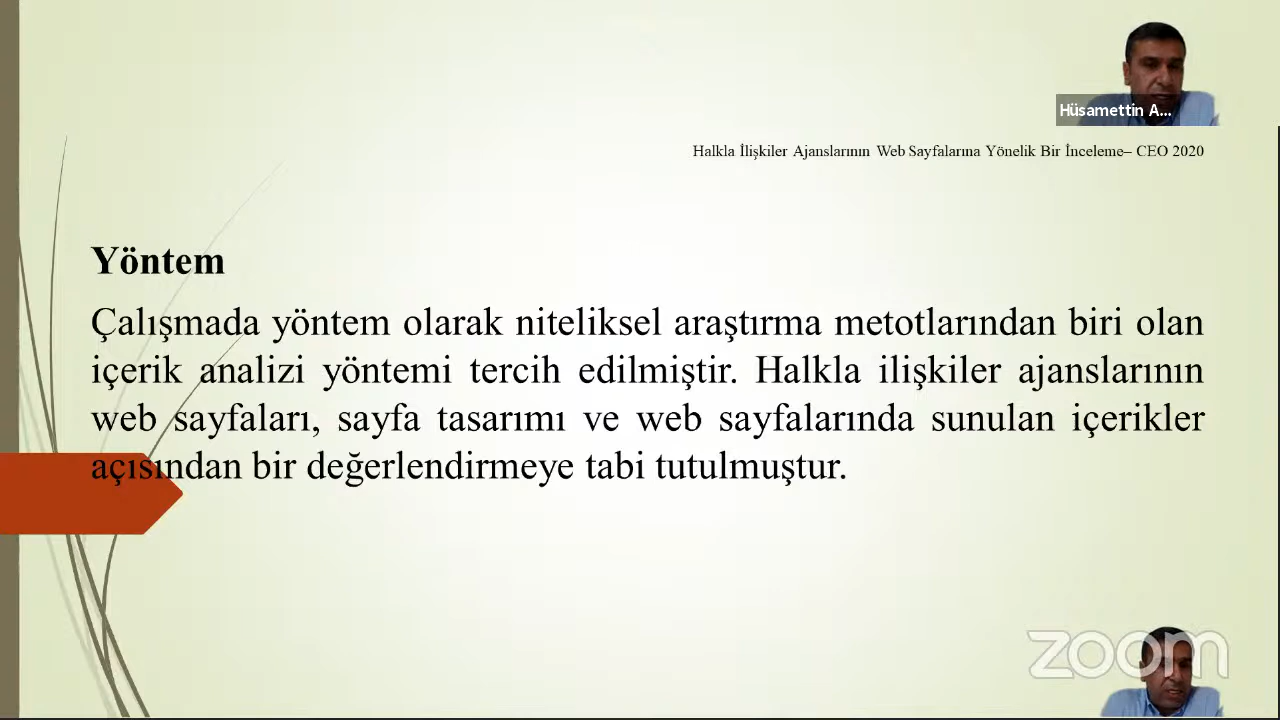 Hüsamettin A...
Halkla İlişkiler Ajanslarının Web Sayfalarına Yönelik Bir İnceleme– CEO 2020
Yöntem
Çalışmada yöntem olarak niteliksel araştırma metotlarından biri olan
içerik analizi yöntemi tercih edilmiştir. Halkla ilişkiler ajanslarının
web sayfaları, sayfa tasarımı ve web sayfalarında sunulan içerikler
açısından bir değerlendirmeye tabi tutulmuştur.
zoom